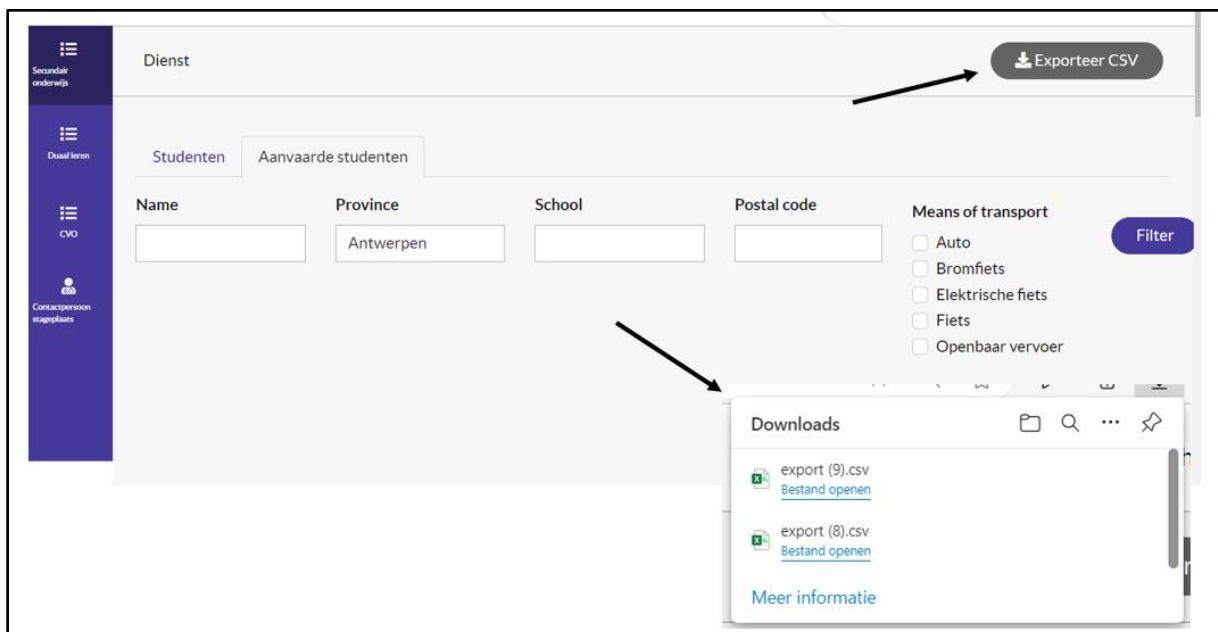 Secundair
onderwijs
Duaal leren
CVO
Contactpersoon
stageplaats
Dienst
Exporteer CSV
Studenten
Aanvaarde studenten
Name
Province
School
Postal code
Means of transport
Antwerpen
Auto
Bromfiets
Elektrische fiets
Fiets
Openbaar vervoer
Filter
Downloads
export (9).csv
Bestand openen
export (8).csv
Bestand openen
Meer informatie